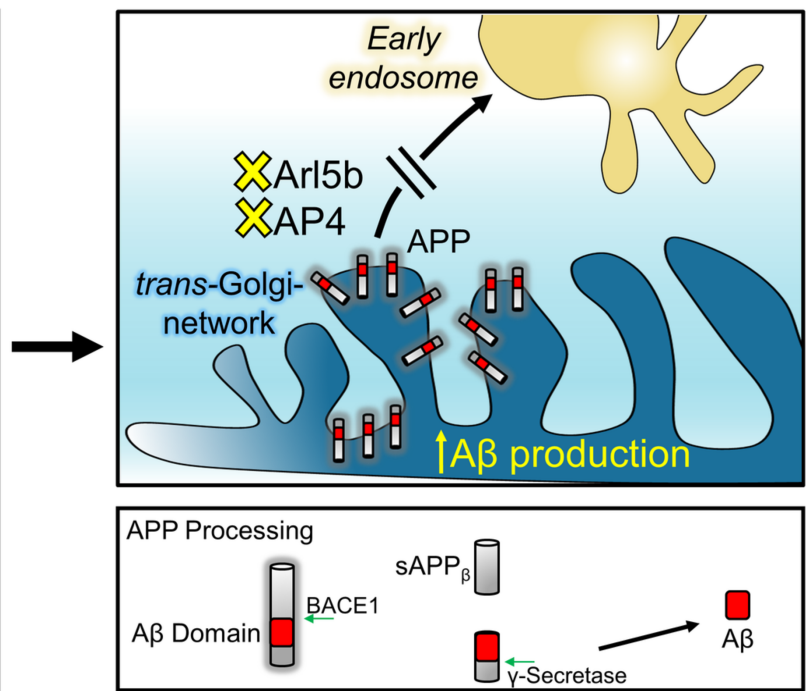 Early
endosome
Arl5b
AP4
APP
trans-Golgi-
network
↑Aβ production
APP Processing
sAPPβ
BACE1
Aβ Domain
Aβ
γ-Secretase